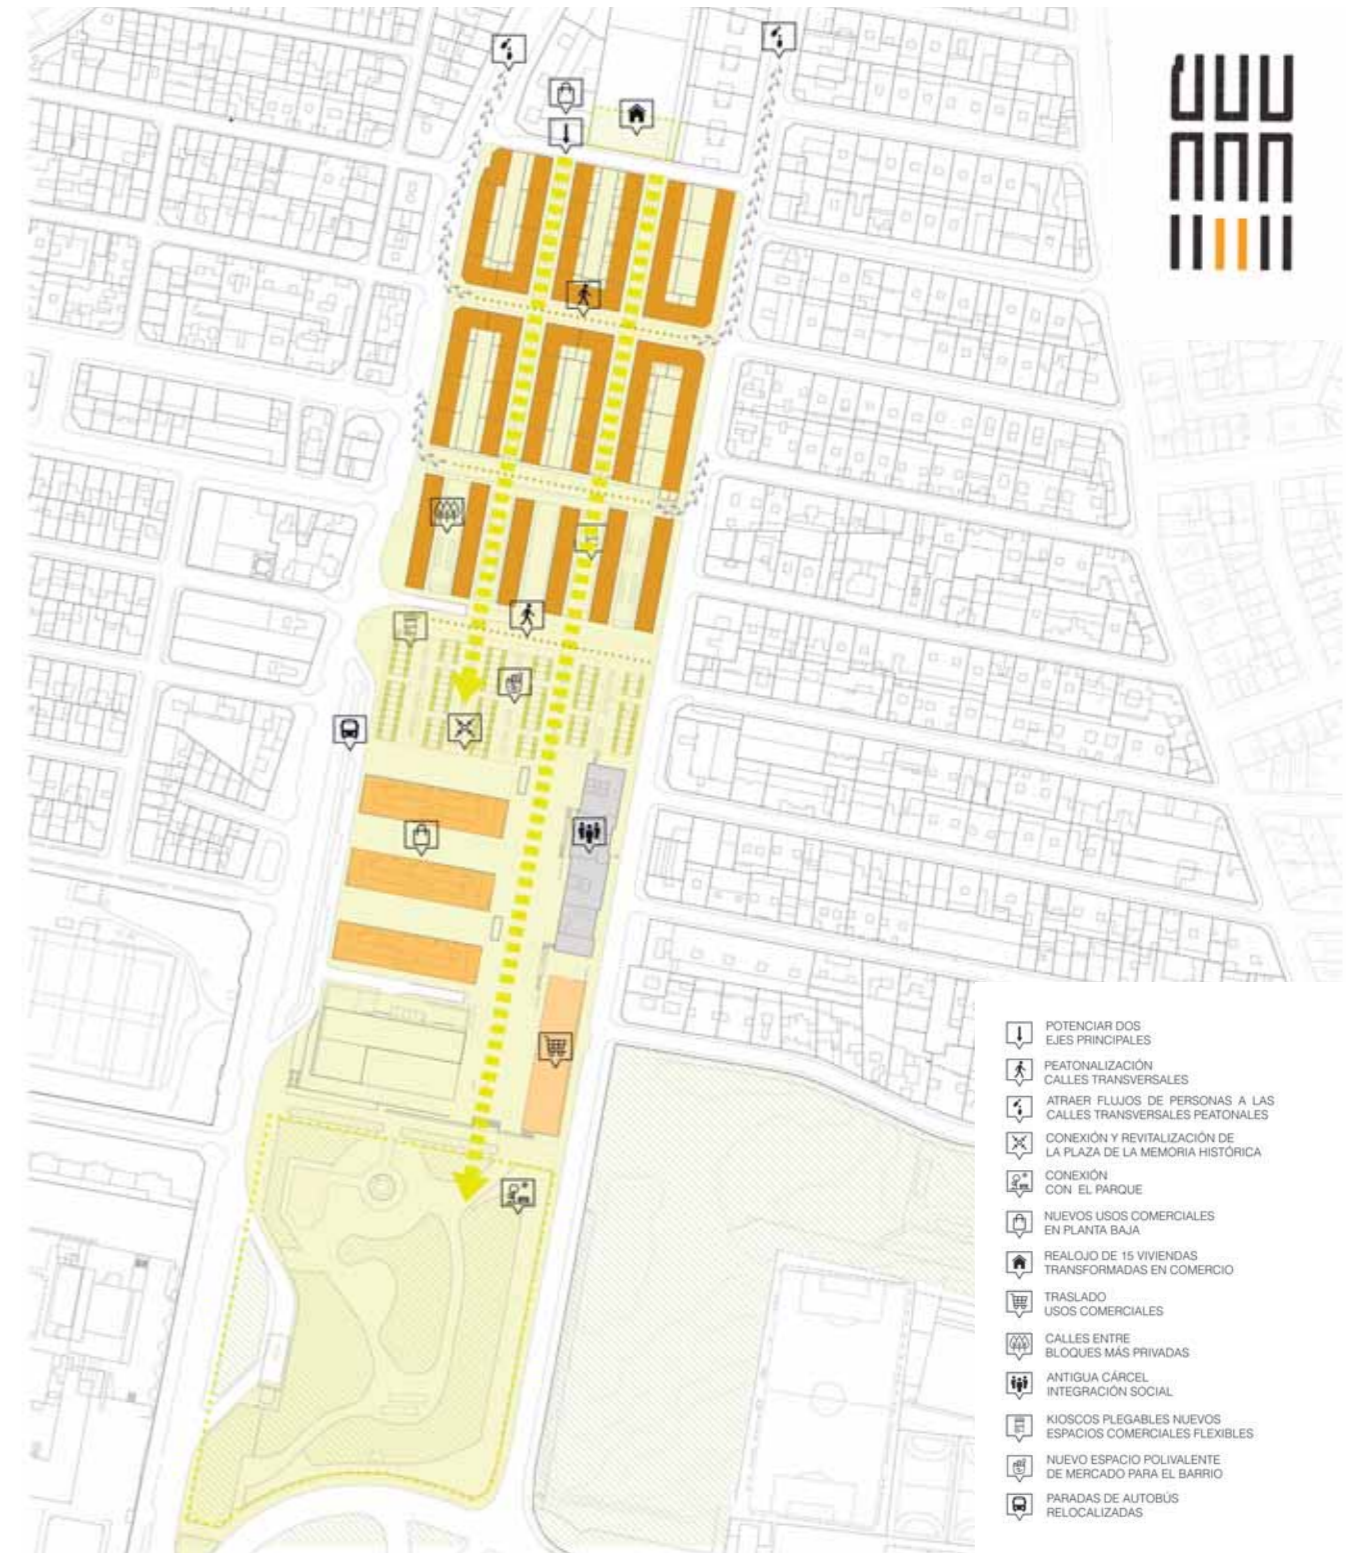 POTENCIAR DOS
EJES PRINCIPALES
PEATONALIZACIÓN
CALLES TRANSVERSALES
ATRAER FLUJOS DE PERSONAS A LAS
CALLES TRANSVERSALES PEATONALES
CONEXIÓN Y REVITALIZACIÓN DE
LA PLAZA DE LA MEMORIA HISTÓRICA
CONEXIÓN
CON EL PARQUE
NUEVOS USOS COMERCIALES
EN PLANTA BAJA
REALOJO DE 15 VIVIENDAS
TRANSFORMADAS EN COMERCIO
TRASLADO
USOS COMERCIALES
CALLES ENTRE
BLOQUES MÁS PRIVADAS
ANTIGUA CÁRCEL
INTEGRACIÓN SOCIAL
KIOSCOS PLEGABLES NUEVOS
ESPACIOS COMERCIALES FLEXIBLES
NUEVO ESPACIO POLIVALENTE
DE MERCADO PARA EL BARRIO
PARADAS DE AUTOBÚS
RELOCALIZADAS